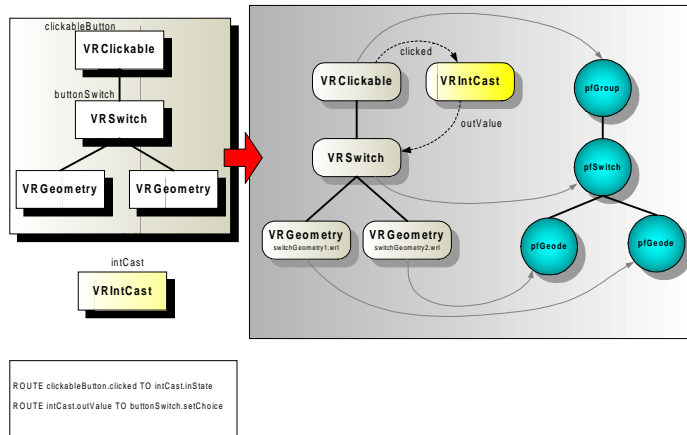 clickableButton
VRClickable
buttonSwitch
VRSwitch
VRGeometry
VRGeometry
intCast
VRIntCast
ROUTE clickableButton.clicked TO intCast.inState
ROUTE intCast.outValue TO buttonSwitch.setChoice
clicked
VRClickable
VRIntCast
outValue
VRSwitch
VRGeometry
switchGeometry1.wrl
VRGeometry
switchGeometry2.wrl
pfGroup
pfSwitch
pfGeode
pfGeode